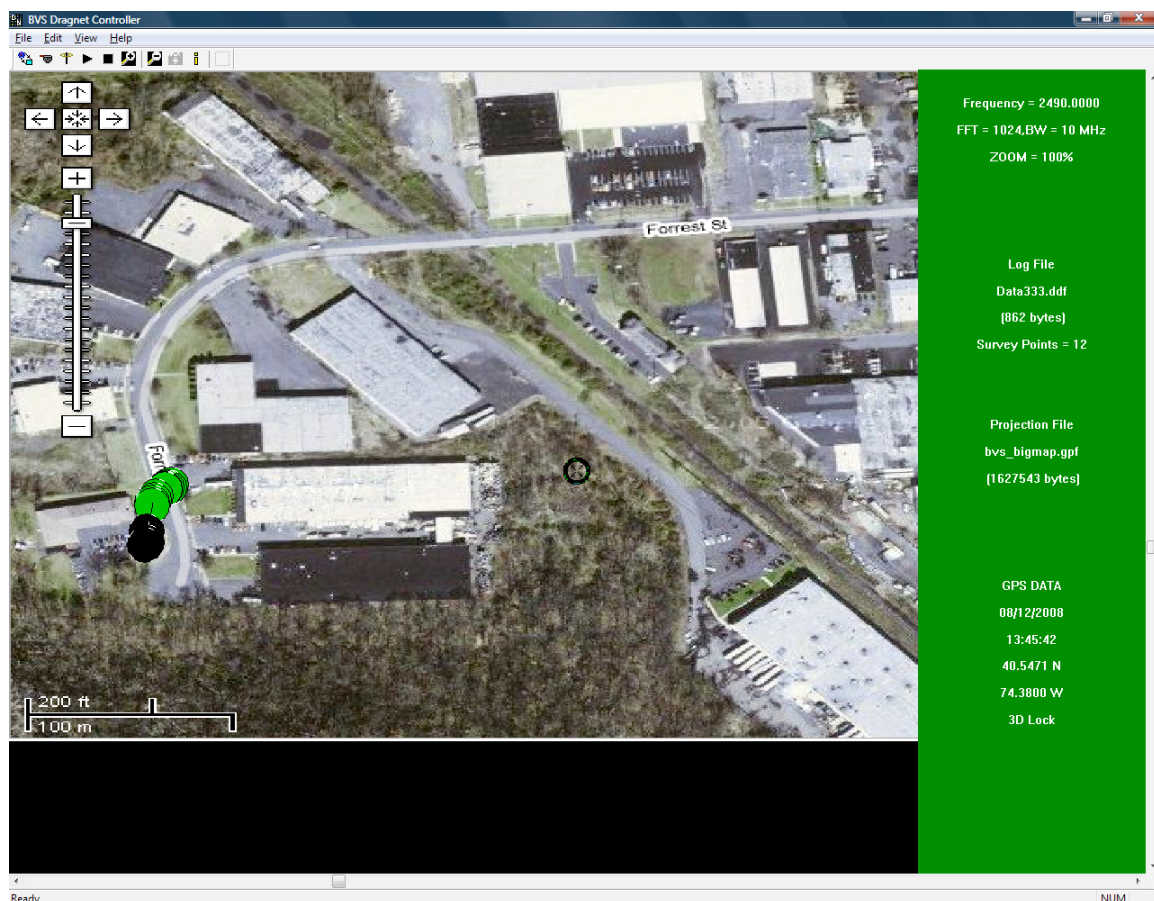 BVS Dragnet Controller
File Edit View Help
Frequency = 2490.0000
FFT = 1024,BW = 10 MHz
ZOOM = 100%
Forrest St
Log File
Data333.ddf
(862 bytes)
Survey Points = 12
Projection File
bvs_bigmap.gpf
(1627543 bytes)
GPS DATA
08/12/2008
13:45:42
40.5471 N
74.3800 W
3D Lock
200 ft
100 m
Ready
NUM